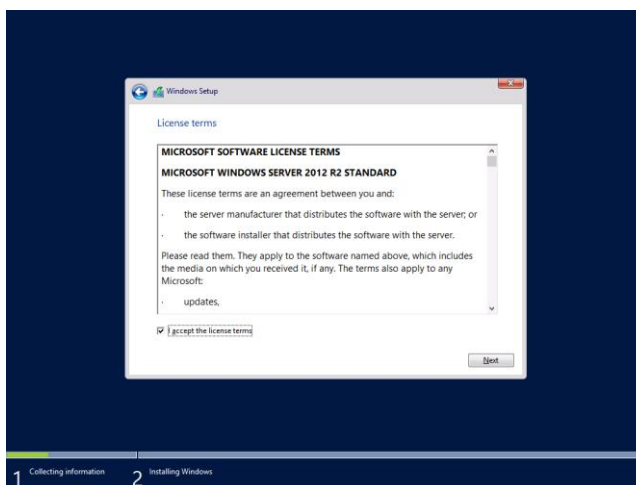 Windows Setup
License terms
MICROSOFT SOFTWARE LICENSE TERMS
MICROSOFT WINDOWS SERVER 2012 R2 STANDARD
These license terms are an agreement between you and:
· the server manufacturer that distributes the software with the server; or
· the software installer that distributes the software with the server.
Please read them. They apply to the software named above, which includes
the media on which you received it, if any. The terms also apply to any
Microsoft:
· updates,
I accept the license terms
Next
1 Collecting information 2 Installing Windows